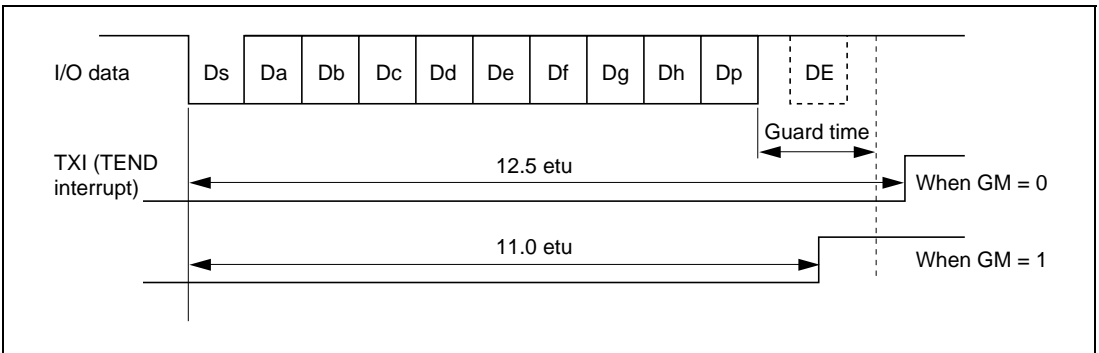 I/O data
Ds Da Db Dc Dd De Df Dg Dh Dp DE
Guard time
TXI (TEND
interrupt)
12.5 etu
When GM = 0
11.0 etu
When GM = 1